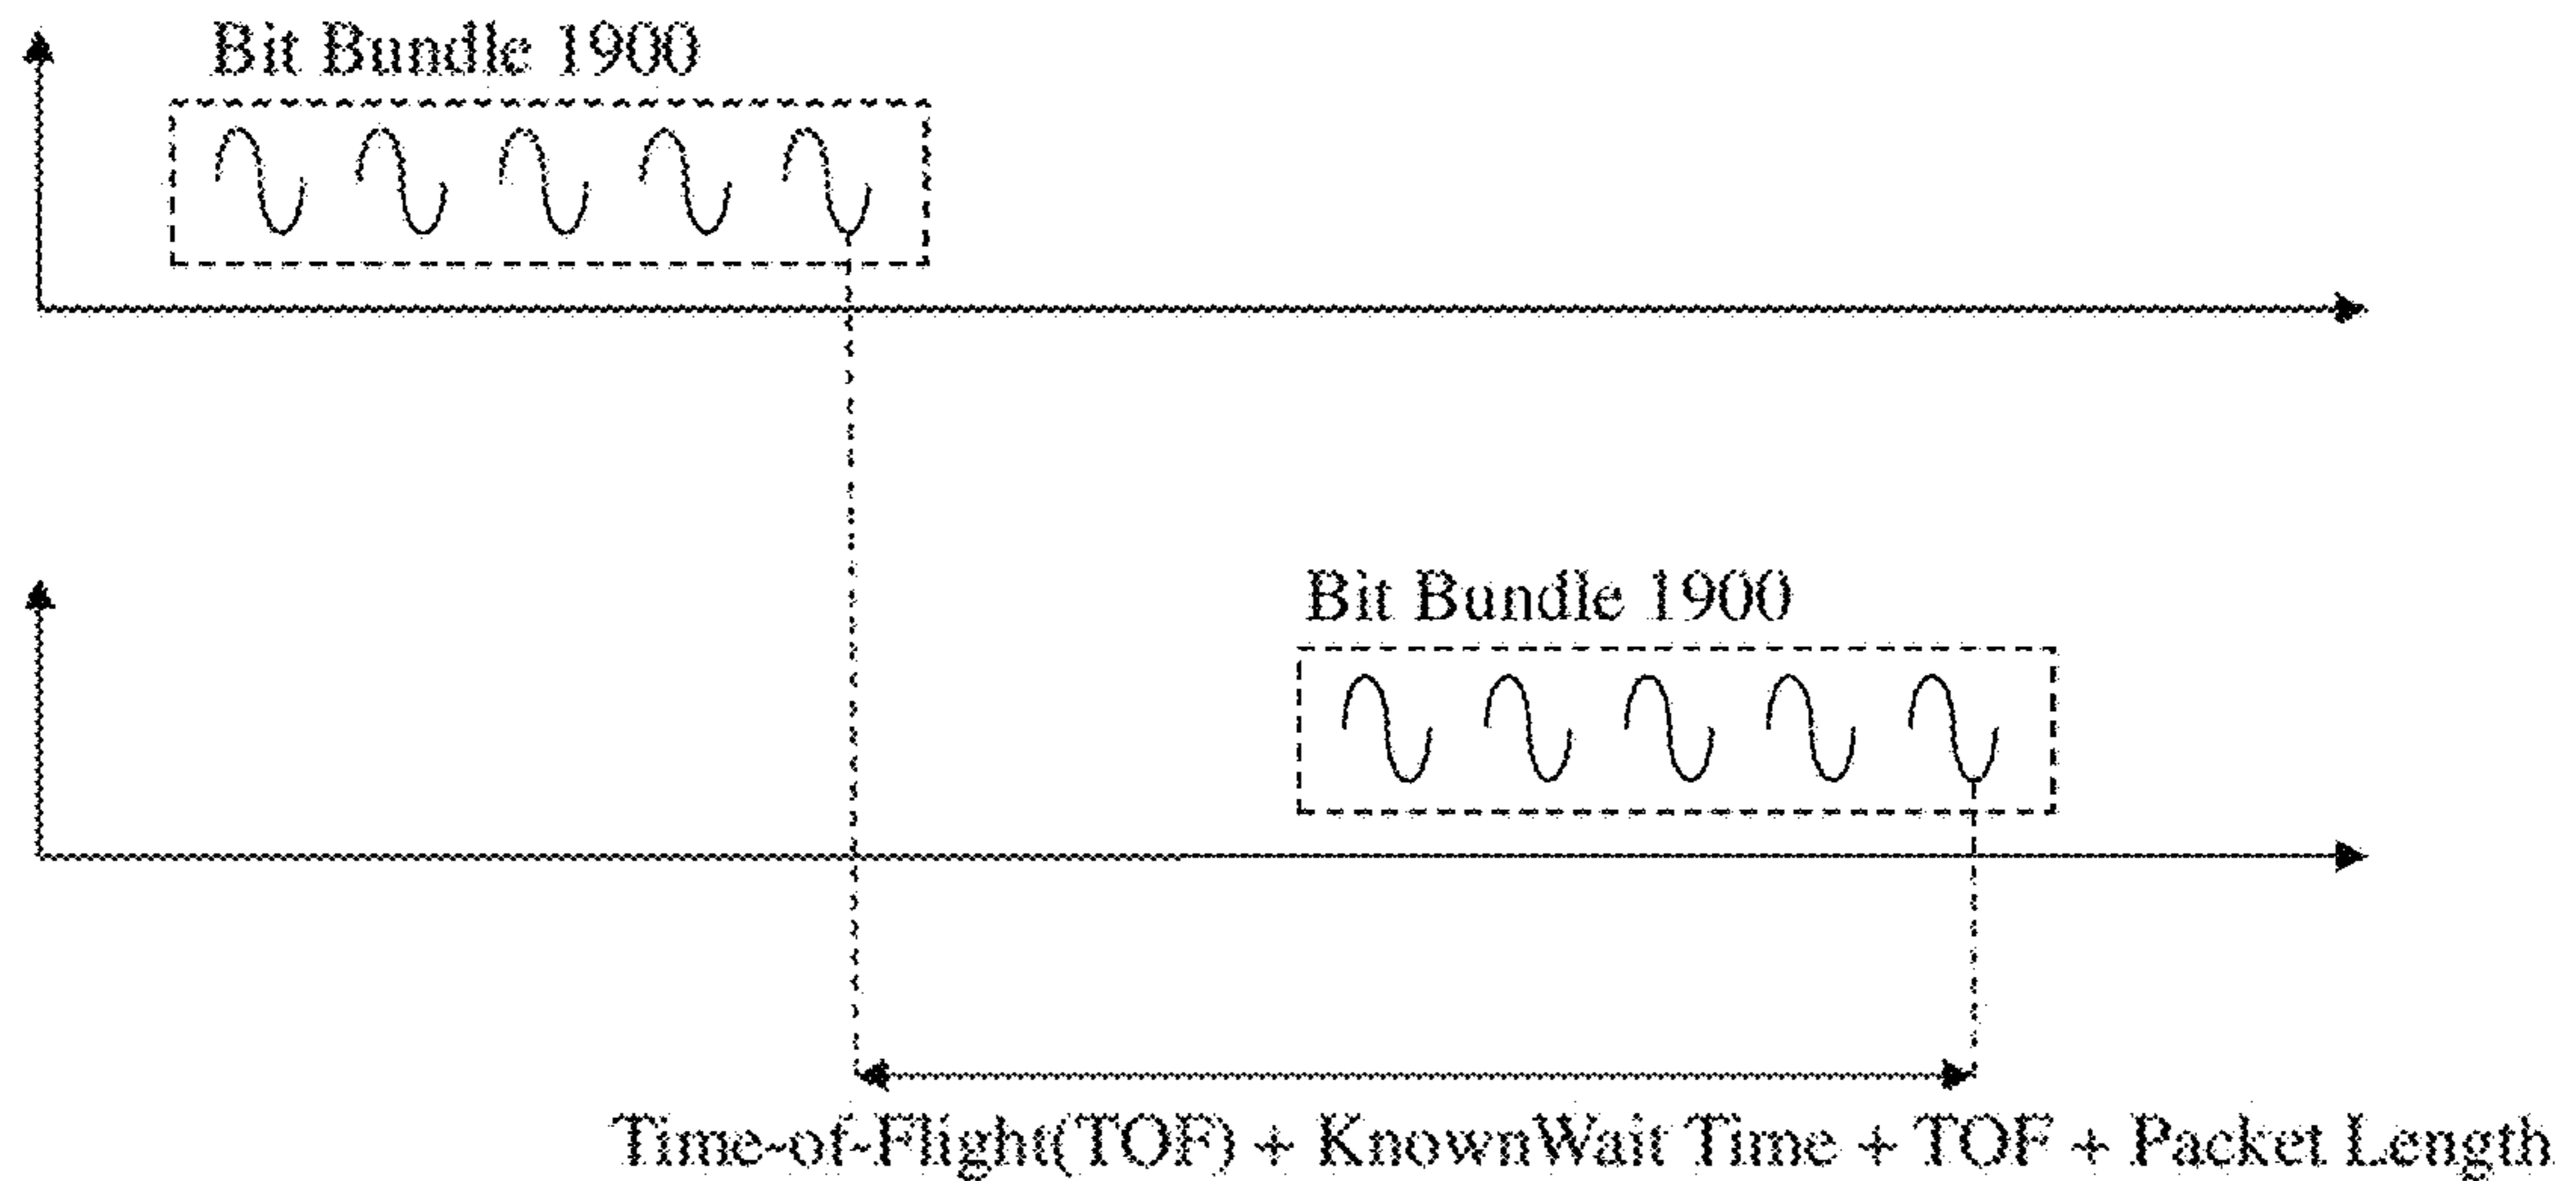 Bit Bundle 1900
Bit Bundle 1900
Time-of-Flight(TOF) + KnownWait Time + TOF + Packet Length